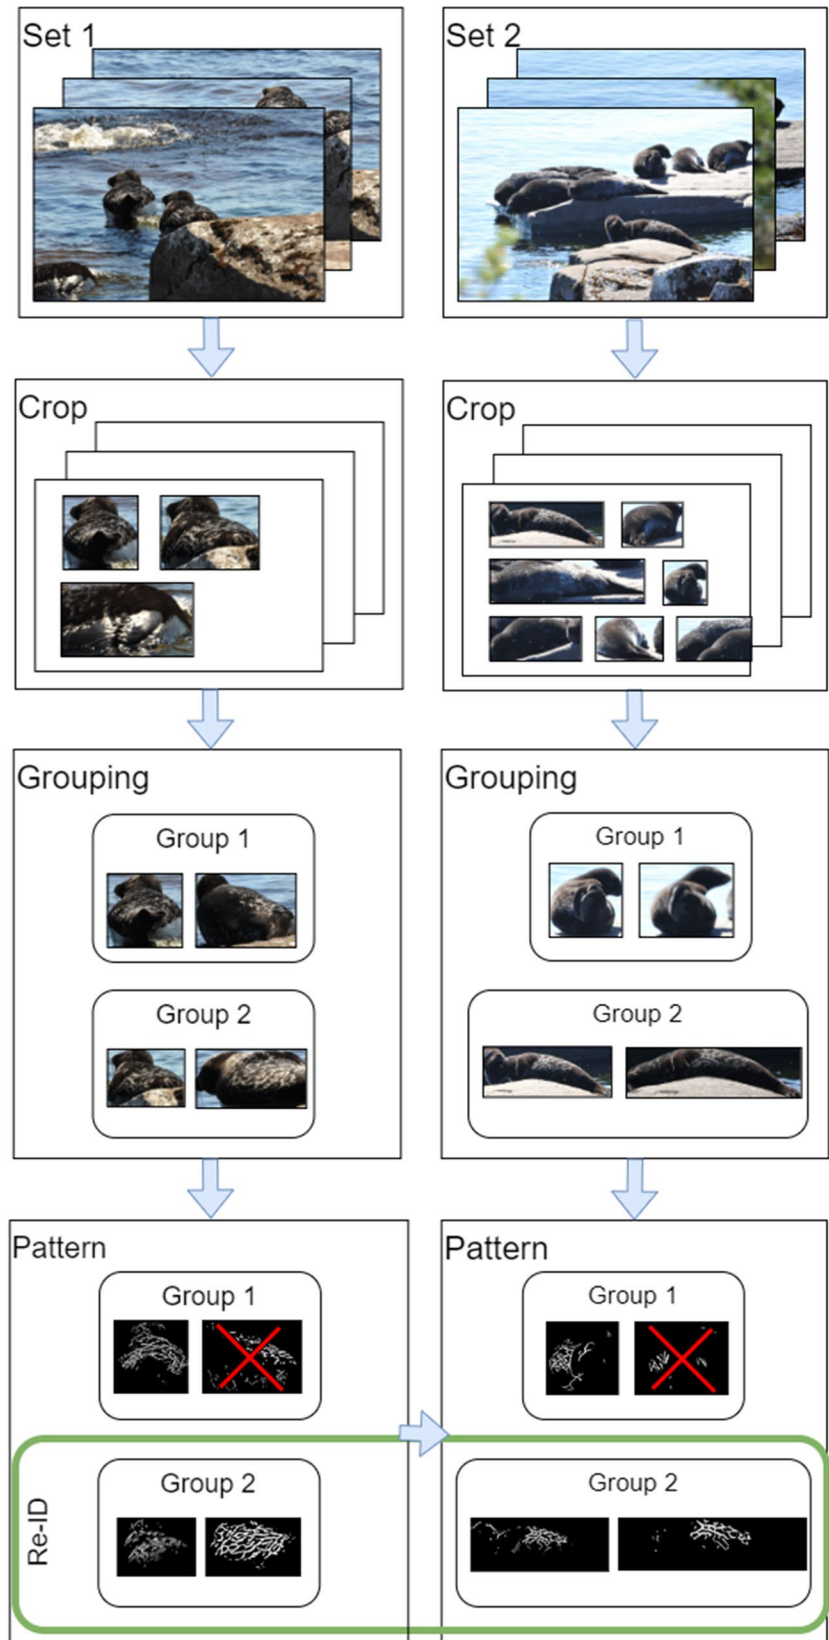 Set 1
Set 2
Crop
Crop
Grouping
Group 1
Group 2
Grouping
Group 1
Group 2
Pattern
Group 1
Group 2
Pattern
Group 1
Group 2
Re-ID